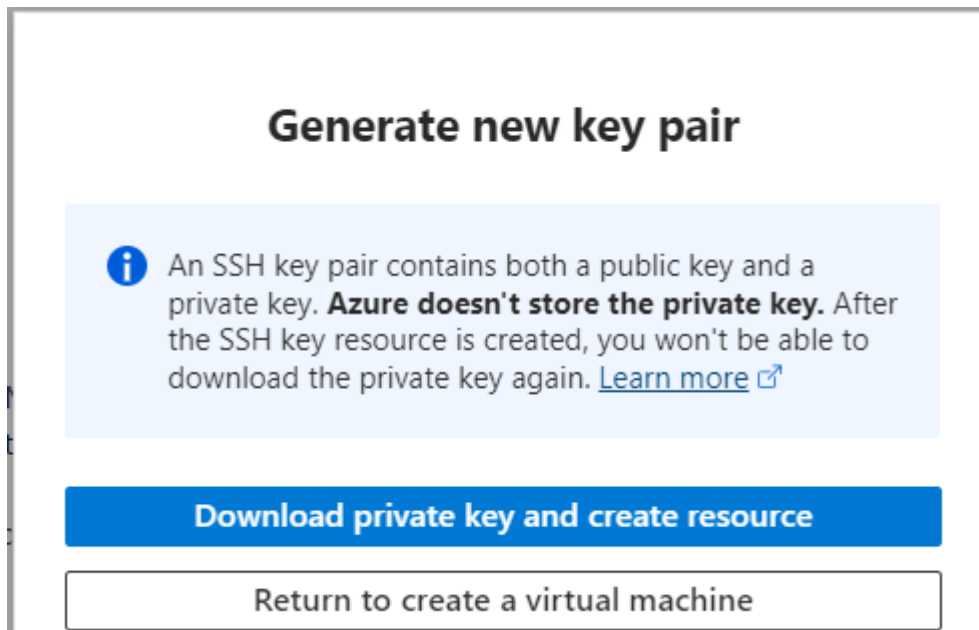 Generate new key pair
An SSH key pair contains both a public key and a
private key. Azure doesn't store the private key. After
the SSH key resource is created, you won't be able to
download the private key again. Learn more
Download private key and create resource
Return to create a virtual machine